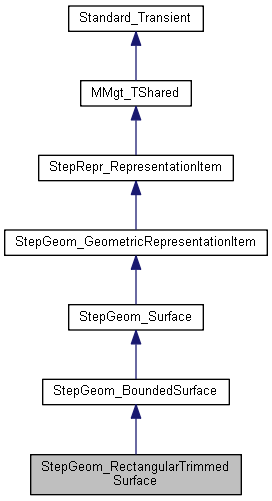 Standard_Transient
MMgt_TShared
StepRepr_RepresentationItem
StepGeom_GeometricRepresentationItem
StepGeom_Surface
StepGeom_BoundedSurface
StepGeom_RectangularTrimmed
Surface